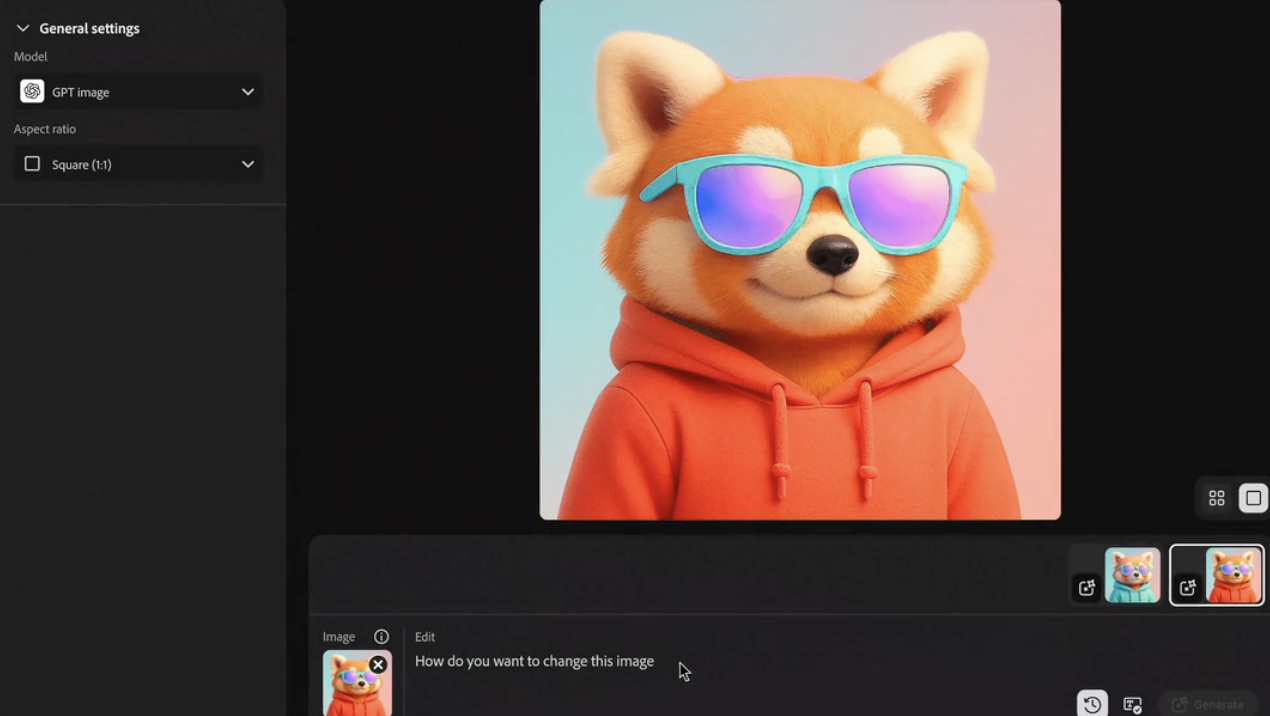 General settings
Model
GPT image
Aspect ratio
Square (1:1)
Image
Edit
How do you want to change this image
Generate